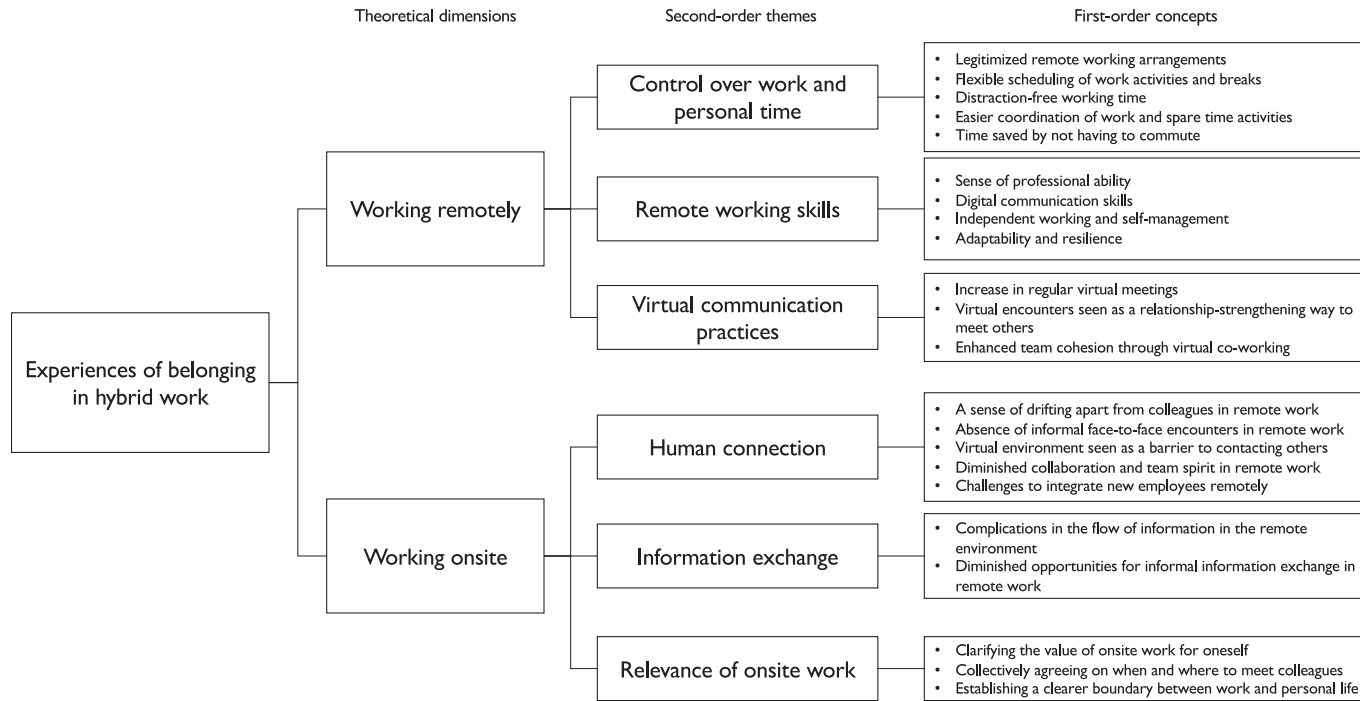 Theoretical dimensions
Second-order themes
First-order concepts
Experiences of belonging
in hybrid work
Working remotely
Control over work and
personal time
• Legitimized remote working arrangements
• Flexible scheduling of work activities and breaks
• Distraction-free working time
• Easier coordination of work and spare time activities
• Time saved by not having to commute
Remote working skills
• Sense of professional ability
• Digital communication skills
• Independent working and self-management
• Adaptability and resilience
Virtual communication
practices
• Increase in regular virtual meetings
• Virtual encounters seen as a relationship-strengthening way to
meet others
• Enhanced team cohesion through virtual co-working
Working onsite
Human connection
• A sense of drifting apart from colleagues in remote work
• Absence of informal face-to-face encounters in remote work
• Virtual environment seen as a barrier to contacting others
• Diminished collaboration and team spirit in remote work
• Challenges to integrate new employees remotely
Information exchange
• Complications in the flow of information in the remote
environment
• Diminished opportunities for informal information exchange in
remote work
Relevance of onsite work
• Clarifying the value of onsite work for oneself
• Collectively agreeing on when and where to meet colleagues
• Establishing a clearer boundary between work and personal life